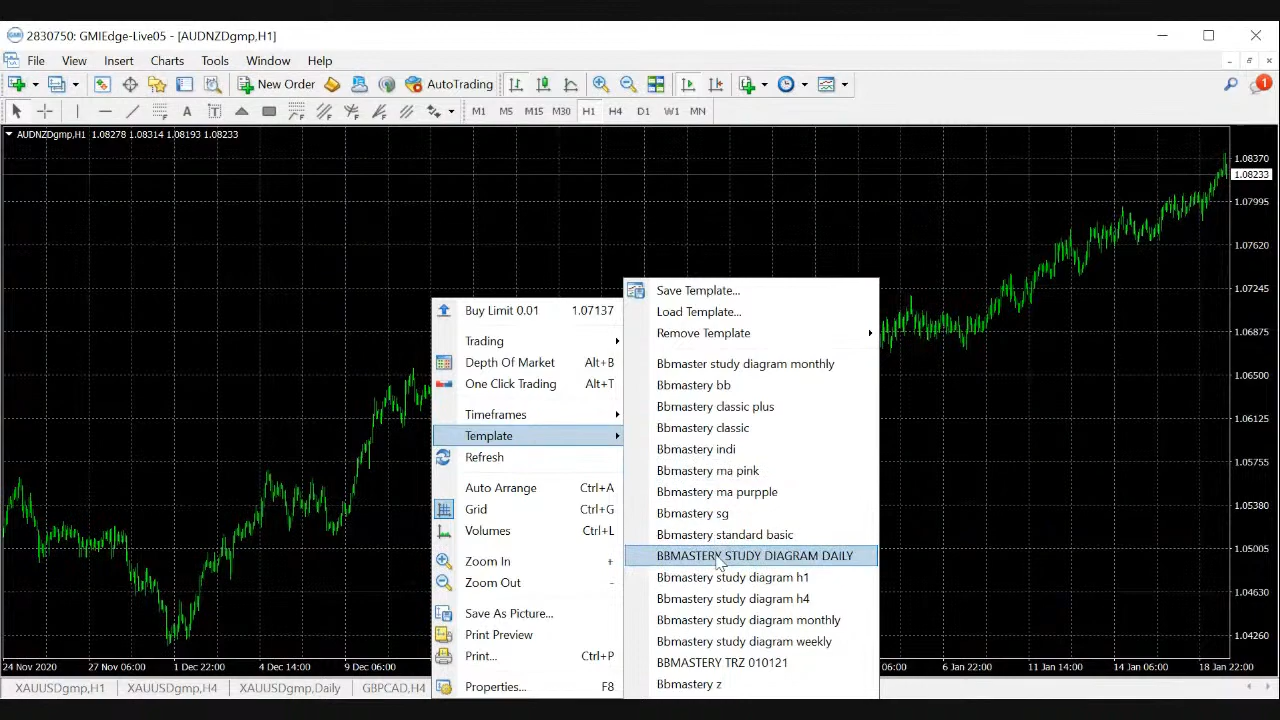 2830750: GMIEdge-Live05 - [AUDNZDgmp,H1]
File View Insert Charts Tools Window Help
New Order AutoTrading 1
A T M1 M5 M15 M30 H1 H4 D1 W1 MN
AUDNZDgmp,H1 1.08278 1.08314 1.08193 1.08233
1.08370
1.08233
1.07995
1.07620
1.07245
1.06875
1.06500
1.06125
1.05755
1.05380
1.05005
1.04630
1.04260
Buy Limit 0.01 1.07137
Trading
Depth Of Market Alt+B
One Click Trading Alt+T
Timeframes
Template
Refresh
Auto Arrange Ctrl+A
Grid Ctrl+G
Volumes Ctrl+L
Zoom In +
Zoom Out -
Save As Picture...
Print Preview
Print... Ctrl+P
Properties... F8
Save Template...
Load Template...
Remove Template
Bbmaster study diagram monthly
Bbmastery bb
Bbmastery classic plus
Bbmastery classic
Bbmastery indi
Bbmastery ma pink
Bbmastery ma purpple
Bbmastery sg
Bbmastery standard basic
BBMASTERY STUDY DIAGRAM DAILY
Bbmastery study diagram h1
Bbmastery study diagram h4
Bbmastery study diagram monthly
Bbmastery study diagram weekly
BBMASTERY TRZ 010121
Bbmastery z
24 Nov 2020 27 Nov 06:00 1 Dec 22:00 4 Dec 14:00 9 Dec 06:00 06:00 6 Jan 22:00 11 Jan 14:00 14 Jan 06:00 18 Jan 22:00
XAUUSDgmp,H1 XAUUSDgmp,H4 XAUUSDgmp,Daily GBPCAD,H4